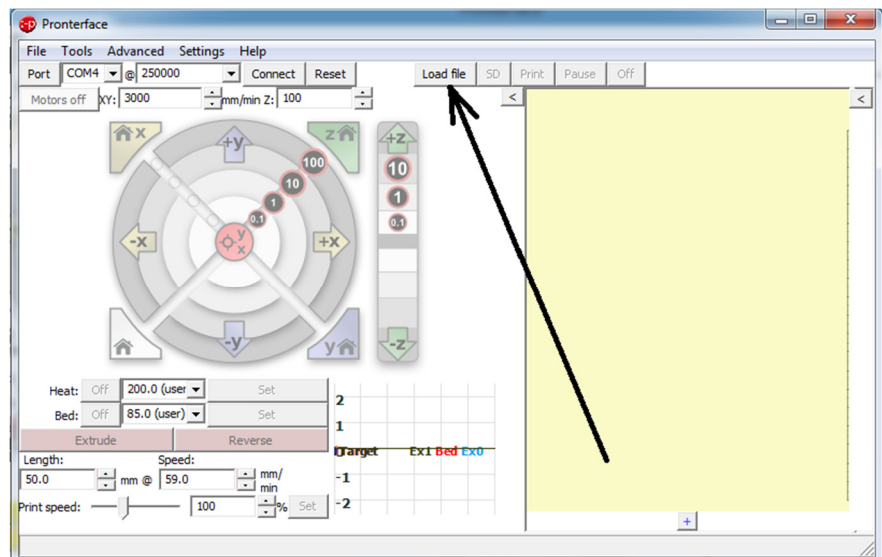 Pronterface
File Tools Advanced Settings Help
Port COM4 @ 250000 Connect Reset Load file SD Print Pause Off
Motors off XY: 3000 mm/min Z: 100 < <
x +y z +z
100 10
10 1
1 0.1
0.1
-x y x +x
-y y -z
Heat: Off 200.0 (user Set
Bed: Off 85.0 (user) Set
Extrude Reverse
Length: Speed:
50.0 mm @ 59.0 mm/min
Print speed: 100 % Set
2
1
0 Target Ex1 Bed Ex0
-1
-2
+